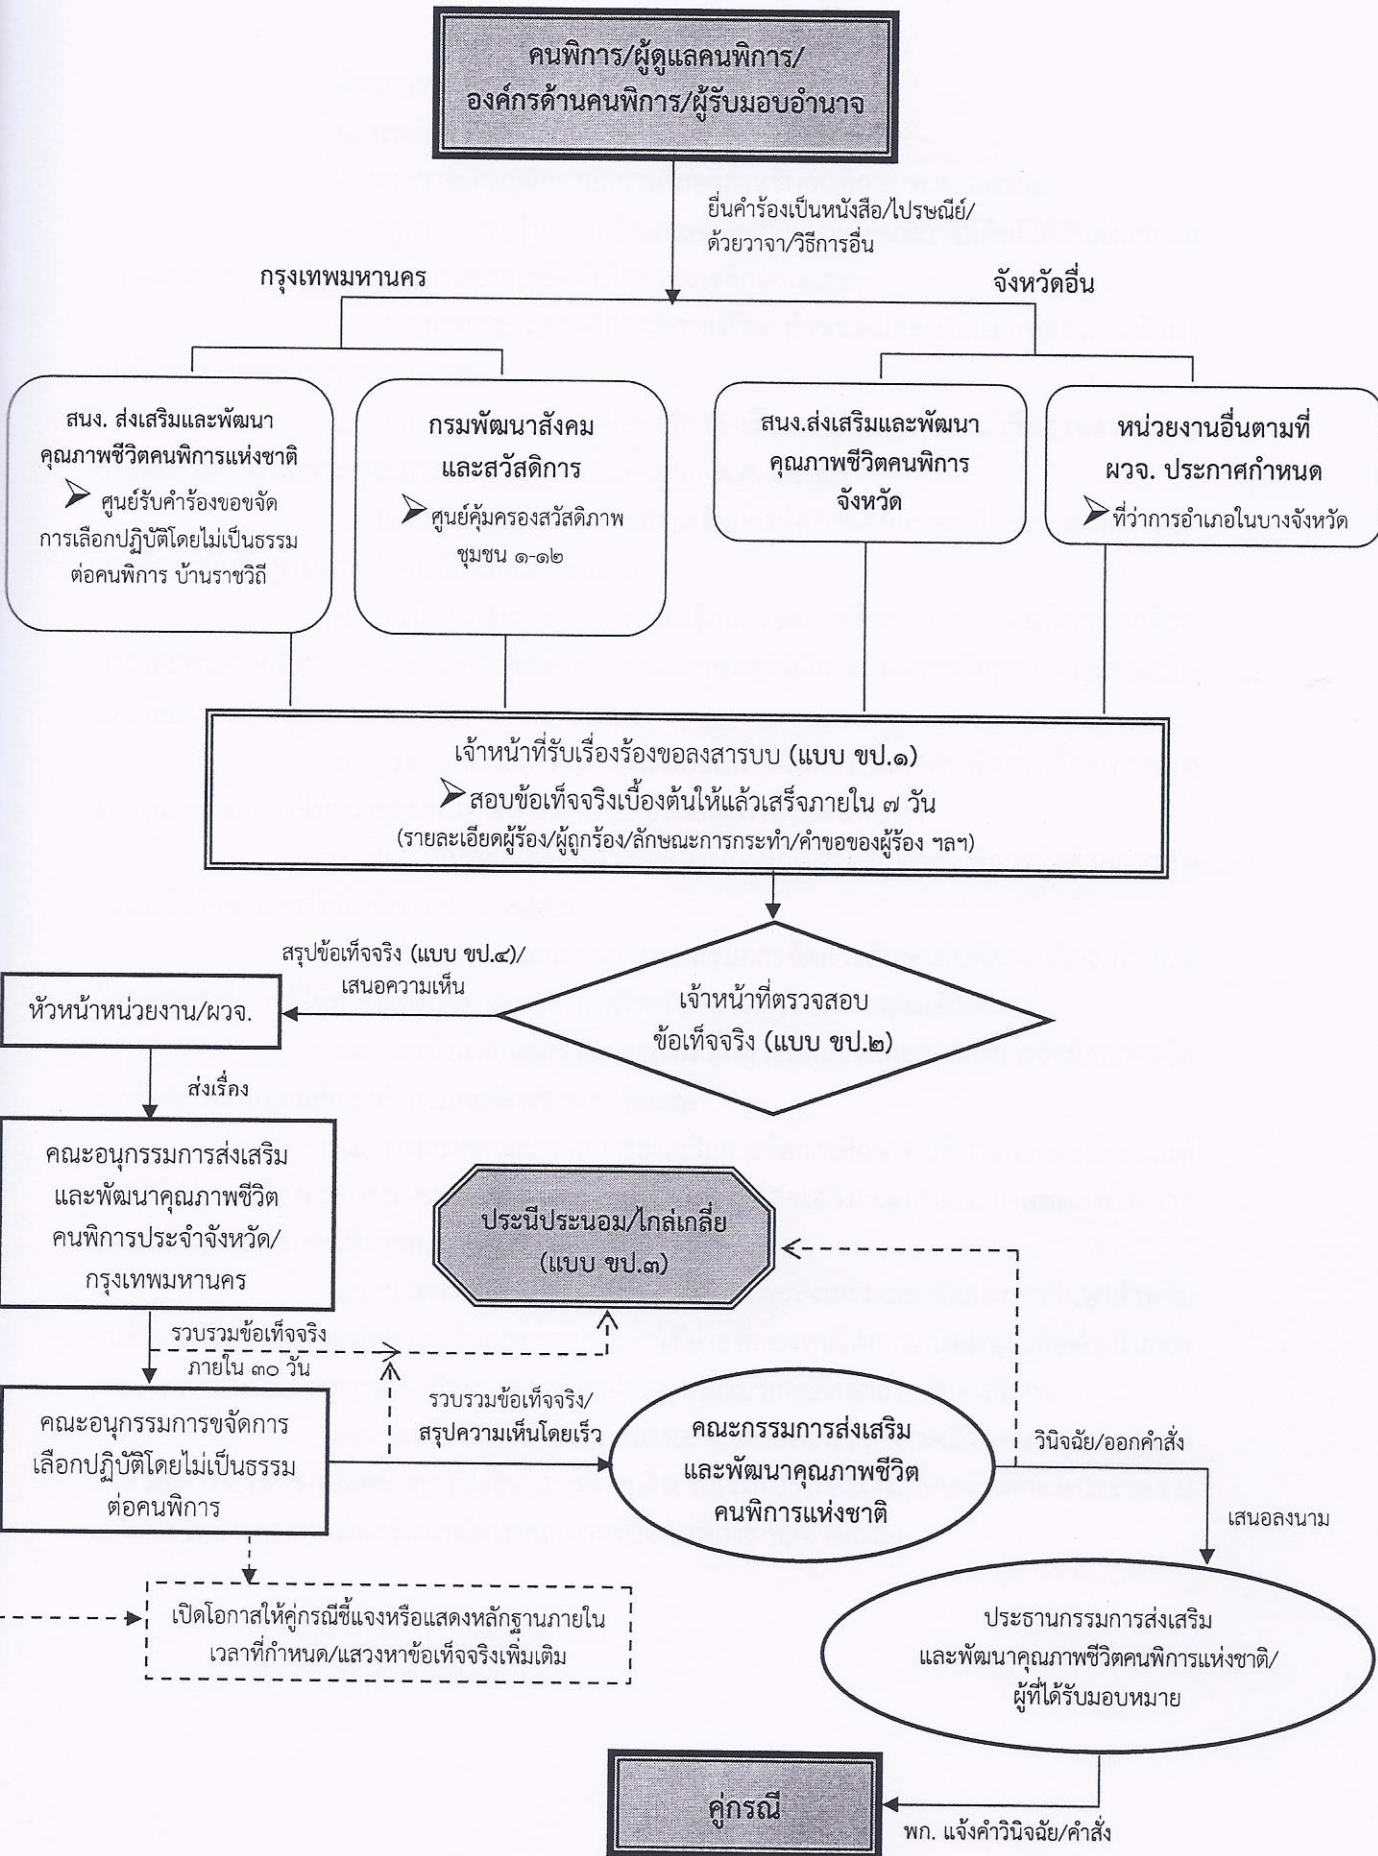 คนพิการ/ผู้ดูแลคนพิการ/
องค์กรด้านคนพิการ/ผู้รับมอบอำนาจ
ยื่นคำร้องเป็นหนังสือ/ไปรษณีย์/
ด้วยวาจา/วิธีการอื่น
กรุงเทพมหานคร
จังหวัดอื่น
สนง. ส่งเสริมและพัฒนา
คุณภาพชีวิตคนพิการแห่งชาติ
➢ ศูนย์รับคำร้องขอขจัด
การเลือกปฏิบัติโดยไม่เป็นธรรม
ต่อคนพิการ บ้านราชวิถี
กรมพัฒนาสังคม
และสวัสดิการ
➢ ศูนย์คุ้มครองสวัสดิภาพ
ชุมชน ๑-๑๒
สนง.ส่งเสริมและพัฒนา
คุณภาพชีวิตคนพิการ
จังหวัด
หน่วยงานอื่นตามที่
ผวจ. ประกาศกำหนด
➢ ที่ว่าการอำเภอในบางจังหวัด
เจ้าหน้าที่รับเรื่องร้องขอลงสารบบ (แบบ ขป.๑)
➢ สอบข้อเท็จจริงเบื้องต้นให้แล้วเสร็จภายใน ๗ วัน
(รายละเอียดผู้ร้อง/ผู้ถูกร้อง/ลักษณะการกระทำ/คำขอของผู้ร้อง ฯลฯ)
สรุปข้อเท็จจริง (แบบ ขป.๔)/
เสนอความเห็น
เจ้าหน้าที่ตรวจสอบ
ข้อเท็จจริง (แบบ ขป.๒)
หัวหน้าหน่วยงาน/ผวจ.
ส่งเรื่อง
คณะอนุกรรมการส่งเสริม
และพัฒนาคุณภาพชีวิต
คนพิการประจำจังหวัด/
กรุงเทพมหานคร
ประนีประนอม/ไกล่เกลี่ย
(แบบ ขป.๓)
รวบรวมข้อเท็จจริง
ภายใน ๓๐ วัน
คณะอนุกรรมการขจัดการ
เลือกปฏิบัติโดยไม่เป็นธรรม
ต่อคนพิการ
รวบรวมข้อเท็จจริง/
สรุปความเห็นโดยเร็ว
คณะกรรมการส่งเสริม
และพัฒนาคุณภาพชีวิต
คนพิการแห่งชาติ
วินิจฉัย/ออกคำสั่ง
เสนอลงนาม
เปิดโอกาสให้คู่กรณีชี้แจงหรือแสดงหลักฐานภายใน
เวลาที่กำหนด/แสวงหาข้อเท็จจริงเพิ่มเติม
ประธานกรรมการส่งเสริม
และพัฒนาคุณภาพชีวิตคนพิการแห่งชาติ/
ผู้ที่ได้รับมอบหมาย
คู่กรณี
พก. แจ้งคำวินิจฉัย/คำสั่ง